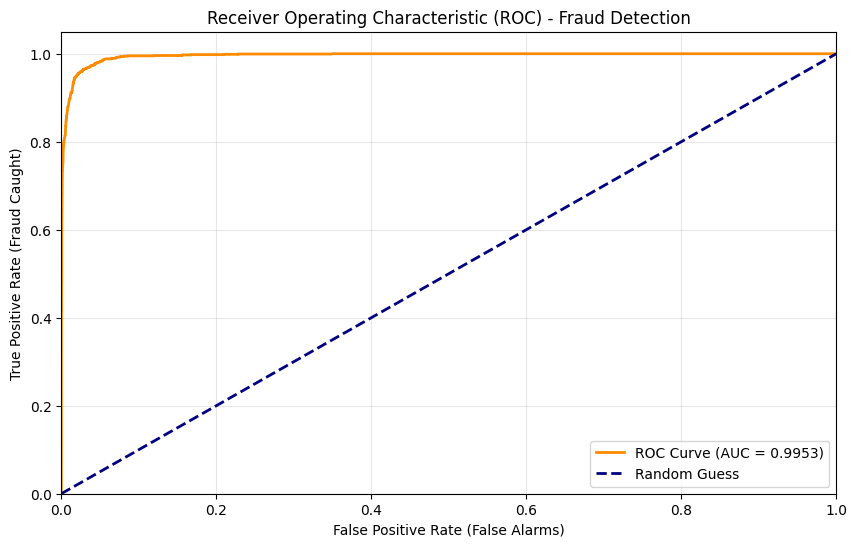 Receiver Operating Characteristic (ROC) - Fraud Detection
True Positive Rate (Fraud Caught)
1.0
0.8
0.6
0.4
0.2
0.0
ROC Curve (AUC = 0.9953)
Random Guess
0.0 0.2 0.4 0.6 0.8 1.0
False Positive Rate (False Alarms)